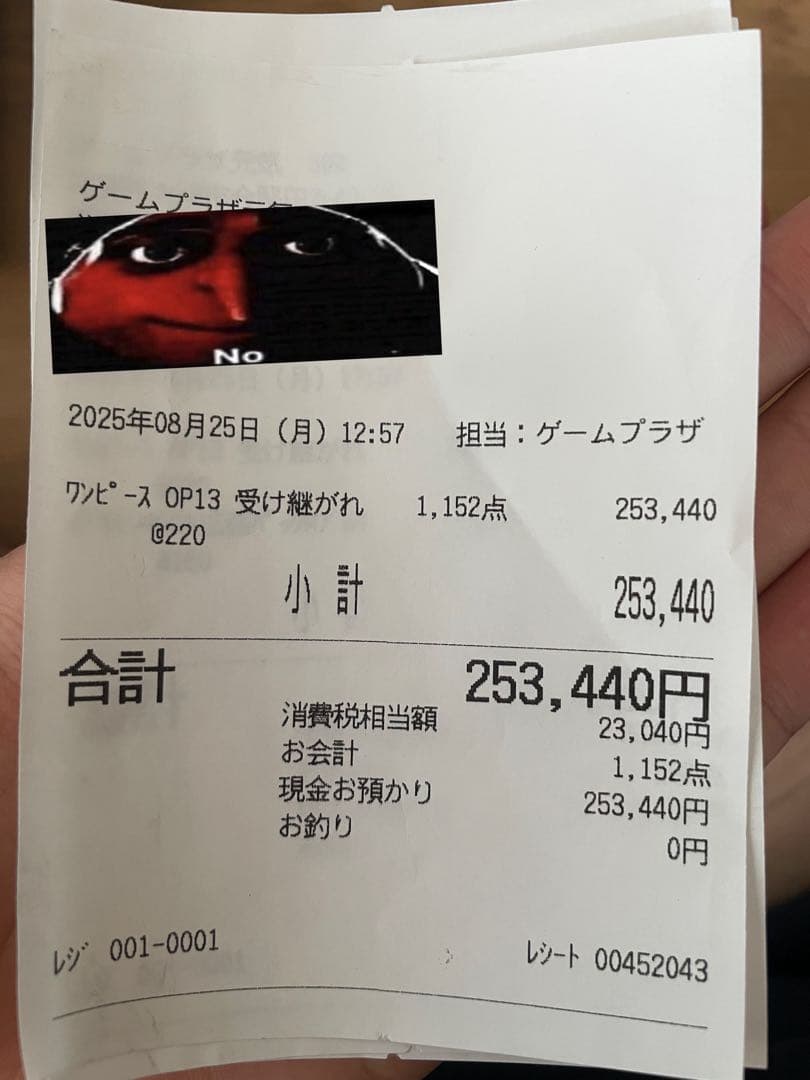 ゲームプラザ
No
2025年08月25日 (月) 12:57 担当：ゲームプラザ
ﾜﾝﾋﾟｰｽ OP13 受け継がれ 1,152点 253,440
@220
小計 253,440
合計 253,440円
消費税相当額 23,040円
お会計 1,152点
現金お預かり 253,440円
お釣り 0円
ﾚｼﾞ 001-0001 ﾚｼｰﾄ 00452043